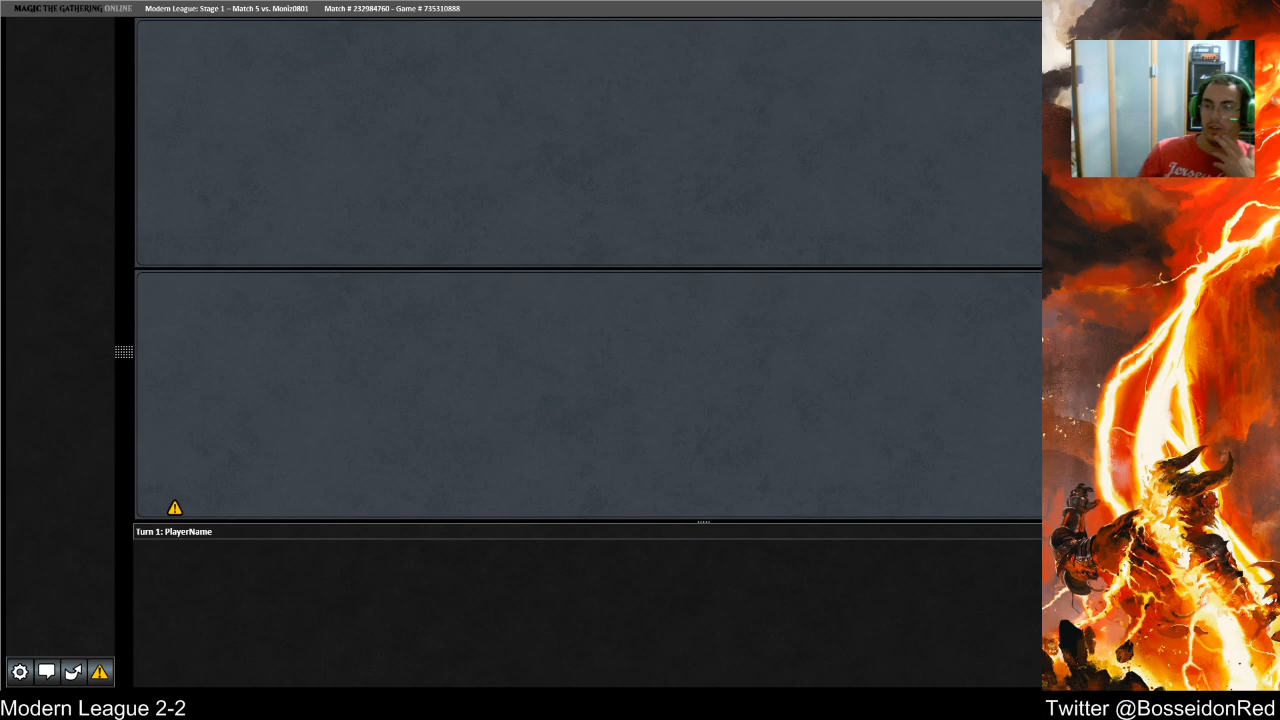 MAGIC THE GATHERING ONLINE
Modern League: Stage 1 – Match 5 vs. Moniz0801 Match # 232984760 - Game # 735310888
Turn 1: PlayerName
Modern League 2-2
Twitter @BosseidonRed